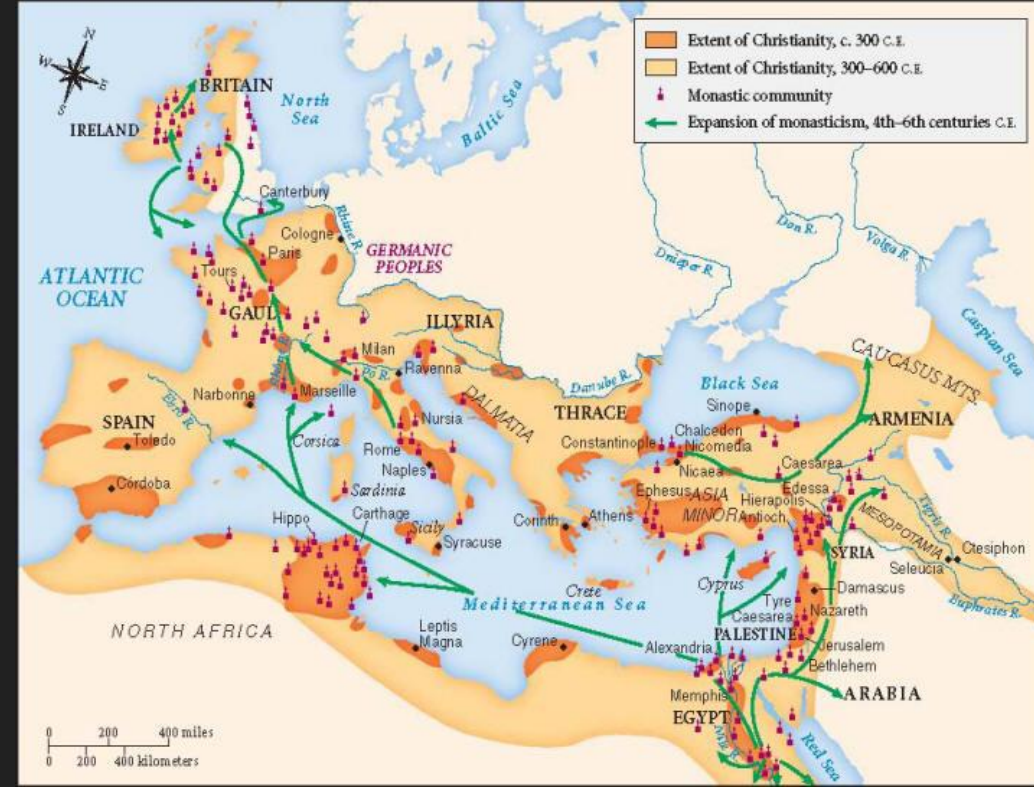 Extent of Christianity, c. 300 C.E.
Extent of Christianity, 300–600 C.E.
Monastic community
Expansion of monasticism, 4th–6th centuries C.E.
N
W
E
S
BRITAIN
North
Sea
Baltic Sea
IRELAND
Canterbury
Rhine R.
Cologne
GERMANIC
PEOPLES
Don R.
Volga R.
Dnieper R.
Paris
ATLANTIC
OCEAN
Tours
GAUL
ILLYRIA
Caspian Sea
Milan
Po R.
Ravenna
Rhône R.
Danube R.
Black Sea
CAUCASUS MTS.
Narbonne
Marseille
DALMATIA
Sinope
Ebro R.
Nursia
THRACE
ARMENIA
SPAIN
Toledo
Corsica
Rome
Constantinople
Chalcedon
Nicomedia
Naples
Nicaea
Caesarea
Córdoba
Sardinia
Ephesus
ASIA
MINOR
Hierapolis
Edessa
Tigris R.
Hippo
Carthage
Sicily
Corinth
Athens
Antioch
MESOPOTAMIA
Syracuse
SYRIA
Ctesiphon
Seleucia
Crete
Cyprus
Damascus
Euphrates R.
Mediterranean Sea
Tyre
Caesarea
Nazareth
NORTH AFRICA
Leptis
Magna
Cyrene
PALESTINE
Alexandria
Jerusalem
Bethlehem
Memphis
ARABIA
EGYPT
Nile R.
Red Sea
0 200 400 miles
0 200 400 kilometers